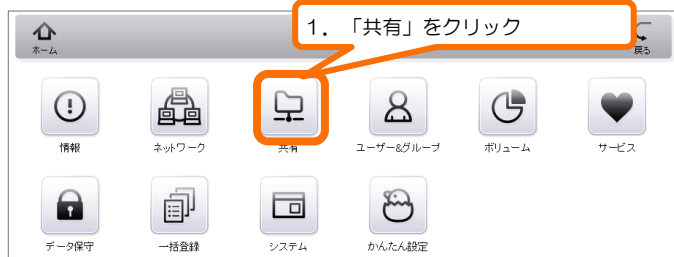 1．「共有」をクリック
ホーム
戻る
情報
ネットワーク
共有
ユーザー&グループ
ボリューム
サービス
データ保守
一括登録
システム
かんたん設定